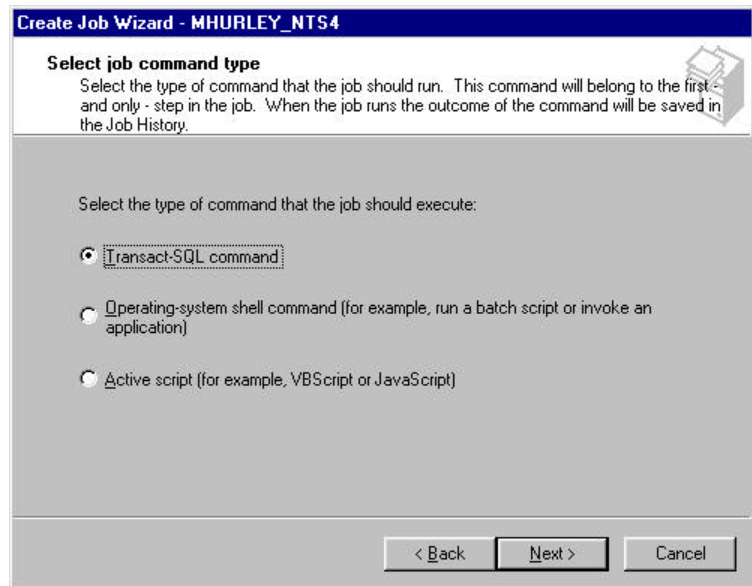 Create Job Wizard - MHURLEY_NTS4
Select job command type
Select the type of command that the job should run. This command will belong to the first -
and only - step in the job. When the job runs the outcome of the command will be saved in
the Job History.
Select the type of command that the job should execute:
Transact-SQL command
Operating-system shell command (for example, run a batch script or invoke an
application)
Active script (for example, VBScript or JavaScript)
< Back Next > Cancel